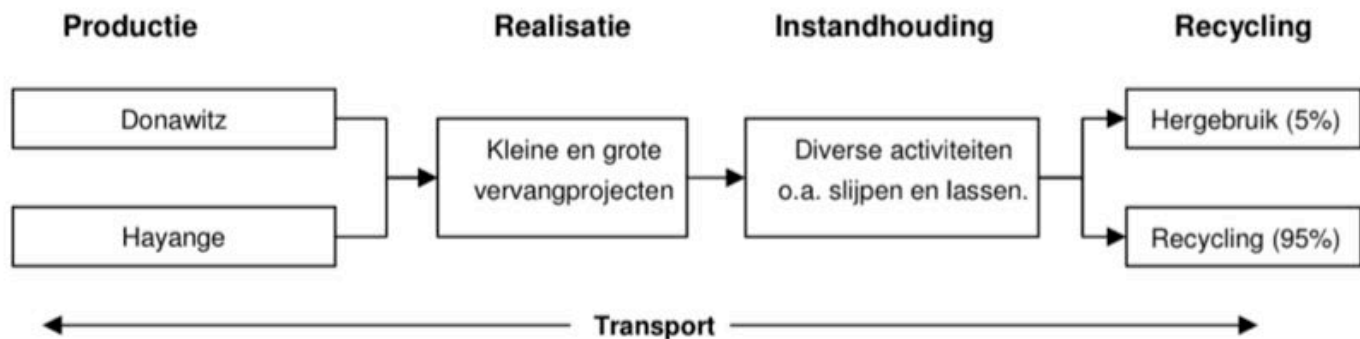 Productie
Realisatie
Instandhouding
Recycling
Donawitz
Hayange
Kleine en grote
vervangprojecten
Diverse activiteiten
o.a. slijpen en lassen.
Hergebruik (5%)
Recycling (95%)
Transport